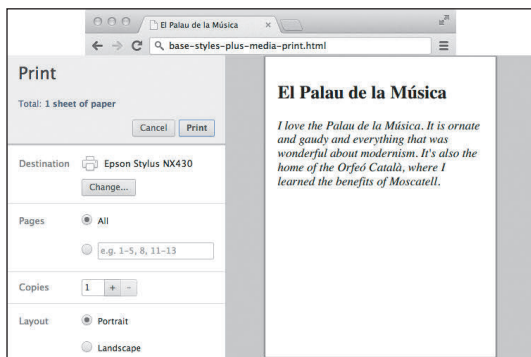 El Palau de la Música
base-styles-plus-media-print.html
Print
Total: 1 sheet of paper
Cancel Print
Destination Epson Stylus NX430
Change...
Pages All
e.g. 1-5, 8, 11-13
Copies 1 + -
Layout Portrait
Landscape
El Palau de la Música
I love the Palau de la Música. It is ornate
and gaudy and everything that was
wonderful about modernism. It's also the
home of the Orfeó Català, where I
learned the benefits of Moscatell.